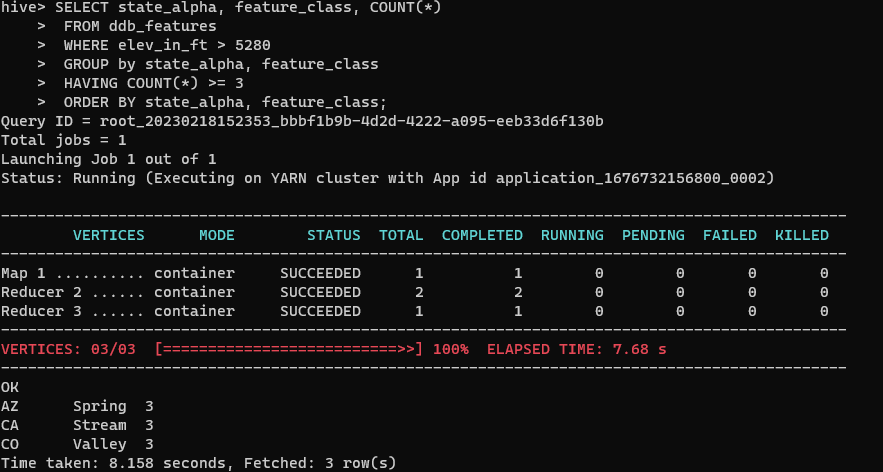 hive> SELECT state_alpha, feature_class, COUNT(*)
    >  FROM ddb_features
    >  WHERE elev_in_ft > 5280
    >  GROUP by state_alpha, feature_class
    >  HAVING COUNT(*) >= 3
    >  ORDER BY state_alpha, feature_class;
Query ID = root_20230218152353_bbbf1b9b-4d2d-4222-a095-eeb33d6f130b
Total jobs = 1
Launching Job 1 out of 1
Status: Running (Executing on YARN cluster with App id application_1676732156800_0002)
----------------------------------------------------------------------------------------------
        VERTICES      MODE        STATUS  TOTAL  COMPLETED  RUNNING  PENDING  FAILED  KILLED
----------------------------------------------------------------------------------------------
Map 1 .......... container     SUCCEEDED      1          1        0        0       0       0
Reducer 2 ...... container     SUCCEEDED      2          2        0        0       0       0
Reducer 3 ...... container     SUCCEEDED      1          1        0        0       0       0
----------------------------------------------------------------------------------------------
VERTICES: 03/03  [==========================>>] 100%  ELAPSED TIME: 7.68 s
----------------------------------------------------------------------------------------------
OK
AZ      Spring  3
CA      Stream  3
CO      Valley  3
Time taken: 8.158 seconds, Fetched: 3 row(s)